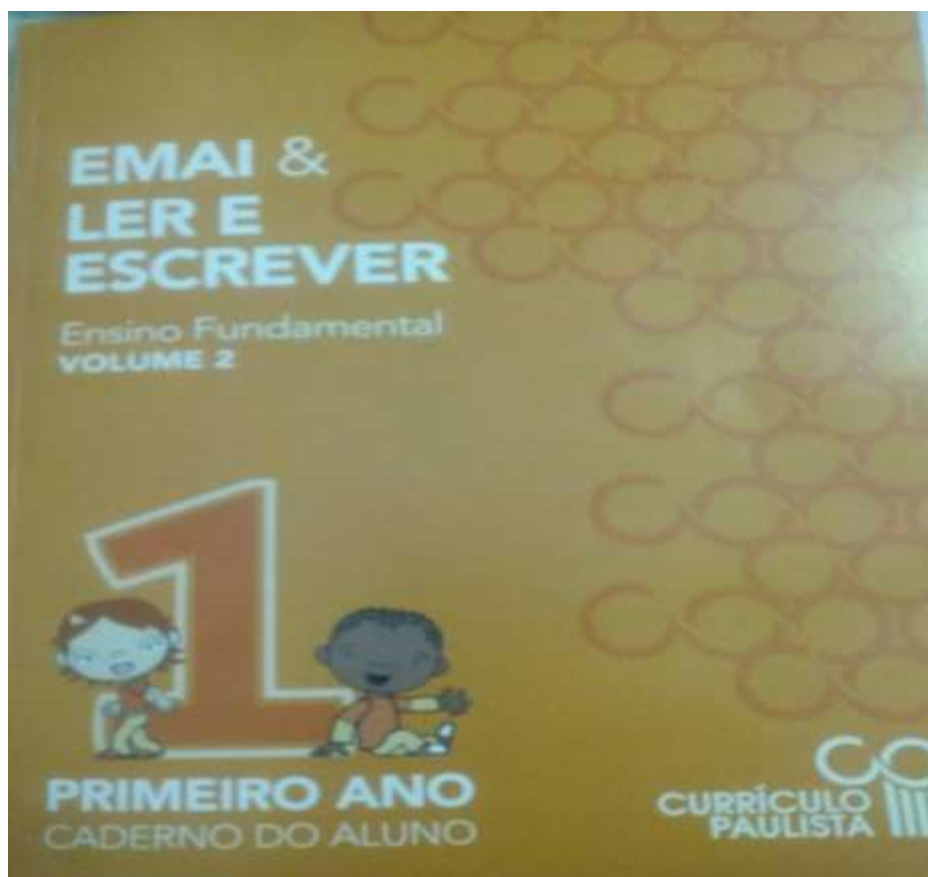 EMAI &
LER E
ESCREVER
Ensino Fundamental
VOLUME 2
1
PRIMEIRO ANO
CADERNO DO ALUNO
CURRÍCULO
PAULISTA